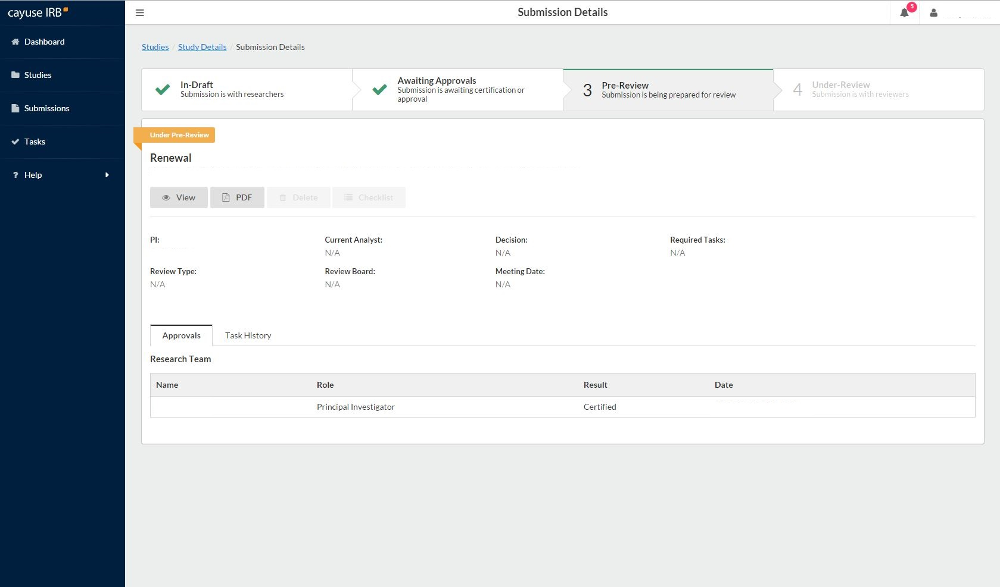 cayuse IRB
Submission Details
5
Dashboard
Studies
Submissions
Tasks
? Help
Studies / Study Details / Submission Details
In-Draft
Submission is with researchers
Awaiting Approvals
Submission is awaiting certification or
approval
3
Pre-Review
Submission is being prepared for review
4
Under-Review
Submission is with reviewers
Under Pre-Review
Renewal
View
PDF
Delete
Checklist
PI:
Current Analyst:
N/A
Decision:
N/A
Required Tasks:
N/A
Review Type:
N/A
Review Board:
N/A
Meeting Date:
N/A
Approvals
Task History
Research Team
Name Role Result Date
Principal Investigator Certified